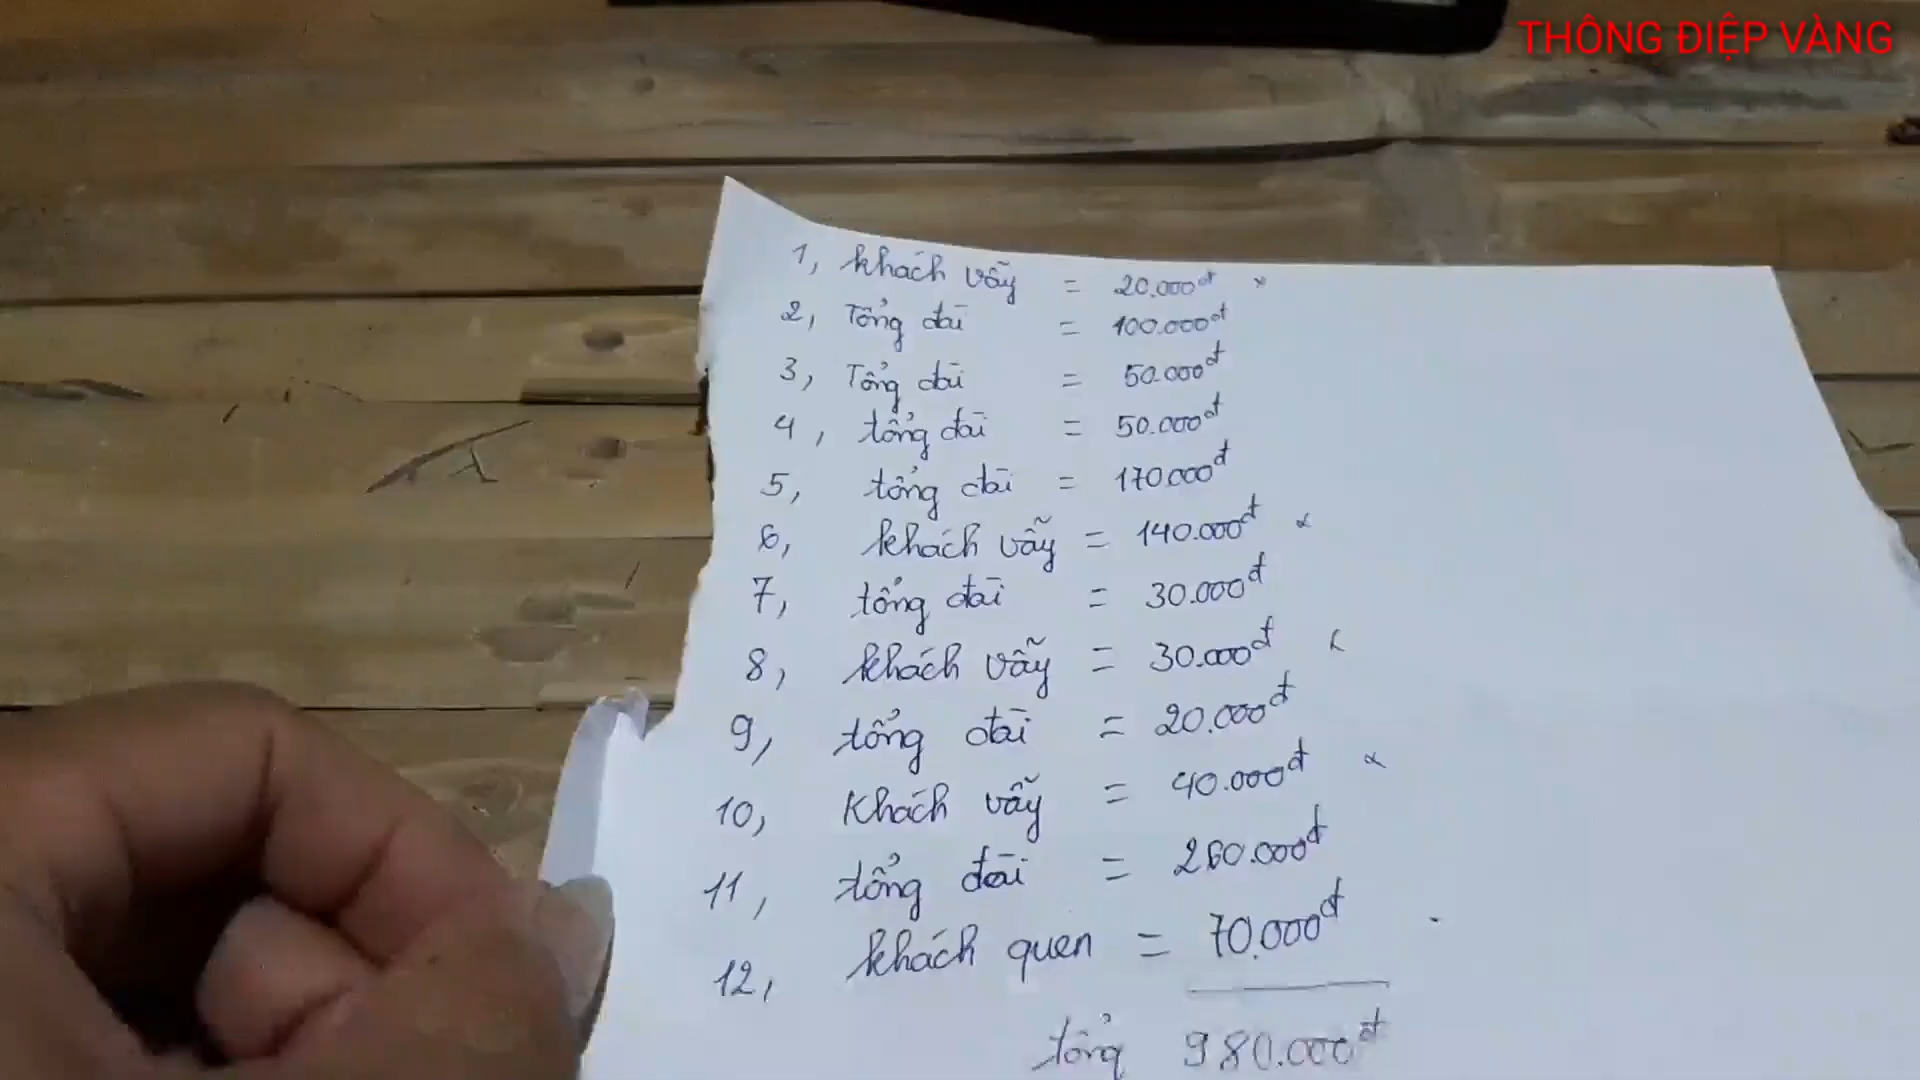 THÔNG ĐIỆP VÀNG
1, khách vẫy = 20.000đ x
2, Tổng đài = 100.000đ
3, Tổng đài = 50.000đ
4, tổng đài = 50.000đ
5, tổng đài = 170.000đ
6, khách vẫy = 140.000đ x
7, tổng đài = 30.000đ
8, khách vẫy = 30.000đ x
9, tổng đài = 20.000đ
10, Khách vẫy = 40.000đ x
11, tổng đài = 260.000đ
12, khách quen = 70.000đ
tổng 980.000đ